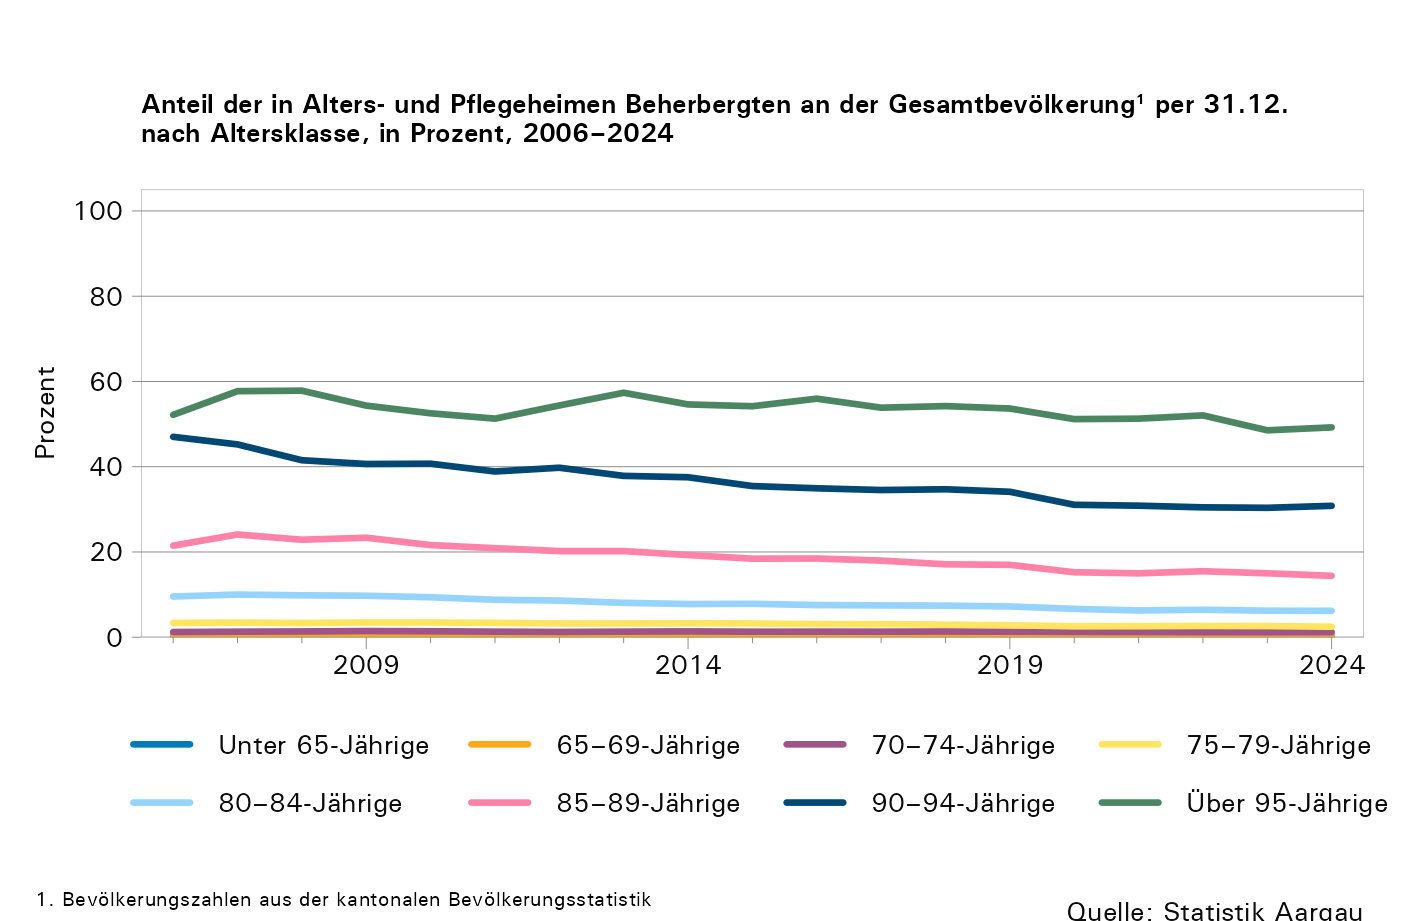 Anteil der in Alters- und Pflegeheimen Beherbergten an der Gesamtbevölkerung¹ per 31.12.
nach Altersklasse, in Prozent, 2006–2024
Prozent
100
80
60
40
20
0
2009 2014 2019 2024
Unter 65-Jährige 65–69-Jährige 70–74-Jährige 75–79-Jährige
80–84-Jährige 85–89-Jährige 90–94-Jährige Über 95-Jährige
1. Bevölkerungszahlen aus der kantonalen Bevölkerungsstatistik
Quelle: Statistik Aargau